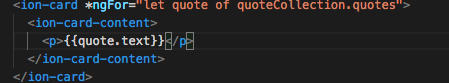 <ion-card *ngFor="let quote of quoteCollection.quotes">
<ion-card-content>
<p>{{quote.text}}</p>
</ion-card-content>
</ion-card>